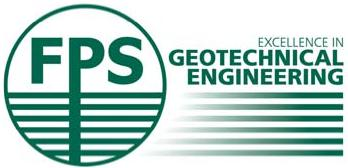 FPS
EXCELLENCE IN
GEOTECHNICAL
ENGINEERING